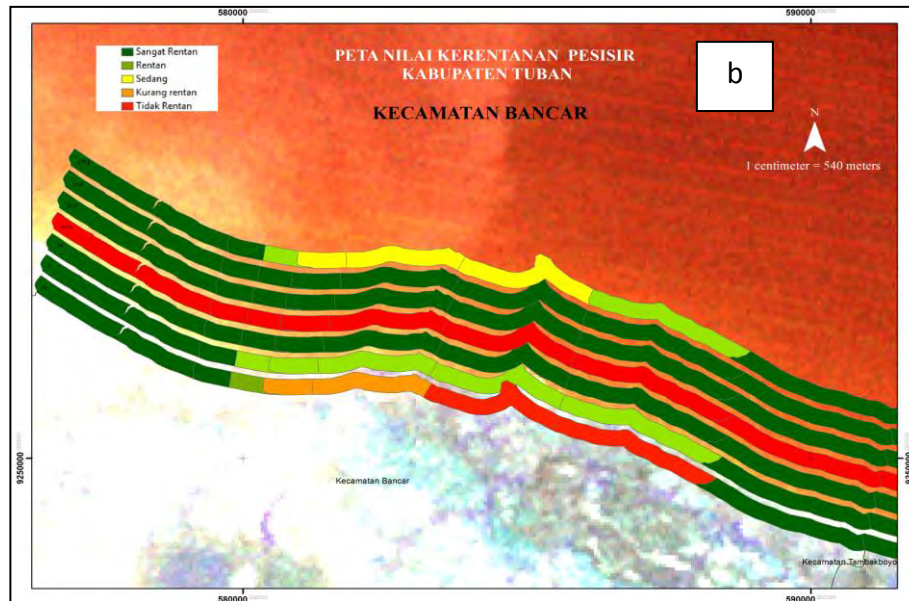 580000
590000
Sangat Rentan
Rentan
Sedang
Kurang rentan
Tidak Rentan
PETA NILAI KERENTANAN PESISIR
KABUPATEN TUBAN
KECAMATAN BANCAR
b
N
1 centimeter = 540 meters
9250000
9250000
Kecamatan Bancar
Kecamatan Tambakboyo
580000
590000